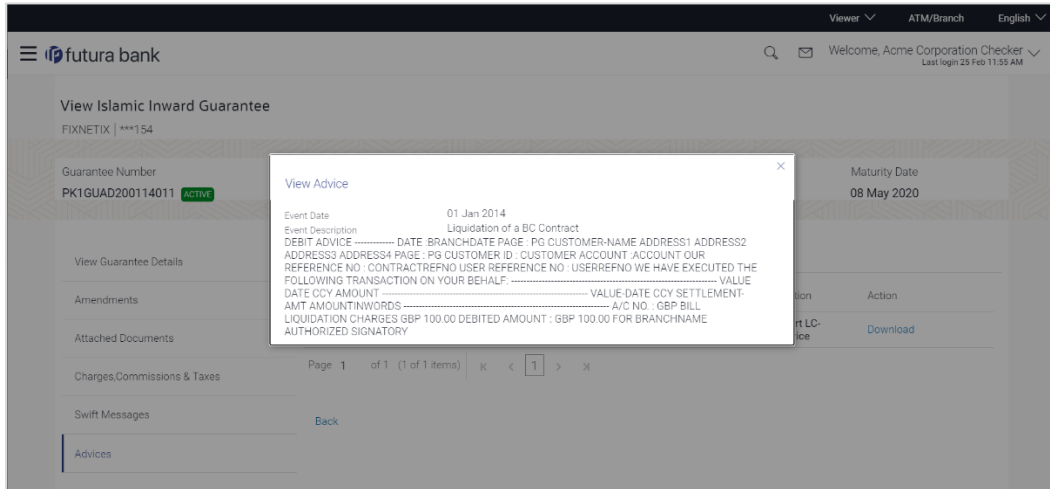 Viewer ATM/Branch English
futura bank
Welcome, Acme Corporation Checker
Last login 25 Feb 11:55 AM
View Islamic Inward Guarantee
FIXNETIX | ***154
Guarantee Number
Maturity Date
PK1GUAD200114011 ACTIVE
08 May 2020
View Advice
Event Date 01 Jan 2014
Event Description Liquidation of a BC Contract
DEBIT ADVICE ------------ DATE :BRANCHDATE PAGE : PG CUSTOMER-NAME ADDRESS1 ADDRESS2
ADDRESS3 ADDRESS4 PAGE : PG CUSTOMER ID : CUSTOMER ACCOUNT :ACCOUNT OUR
REFERENCE NO : CONTRACTREFNO USER REFERENCE NO : USERREFNO WE HAVE EXECUTED THE
FOLLOWING TRANSACTION ON YOUR BEHALF: ------------------------------------------------------------ VALUE
DATE CCY AMOUNT ------------------------------------------------------------ VALUE-DATE CCY SETTLEMENT-
AMT AMOUNTINWORDS ------------------------------------------------------------ A/C NO. : GBP BILL
LIQUIDATION CHARGES GBP 100.00 DEBITED AMOUNT : GBP 100.00 FOR BRANCHNAME
AUTHORIZED SIGNATORY
View Guarantee Details
Amendments
Attached Documents
Charges,Commissions & Taxes
Swift Messages
Advices
Action
rt LC-
Download
Page 1 of 1 (1 of 1 items) 1
Back